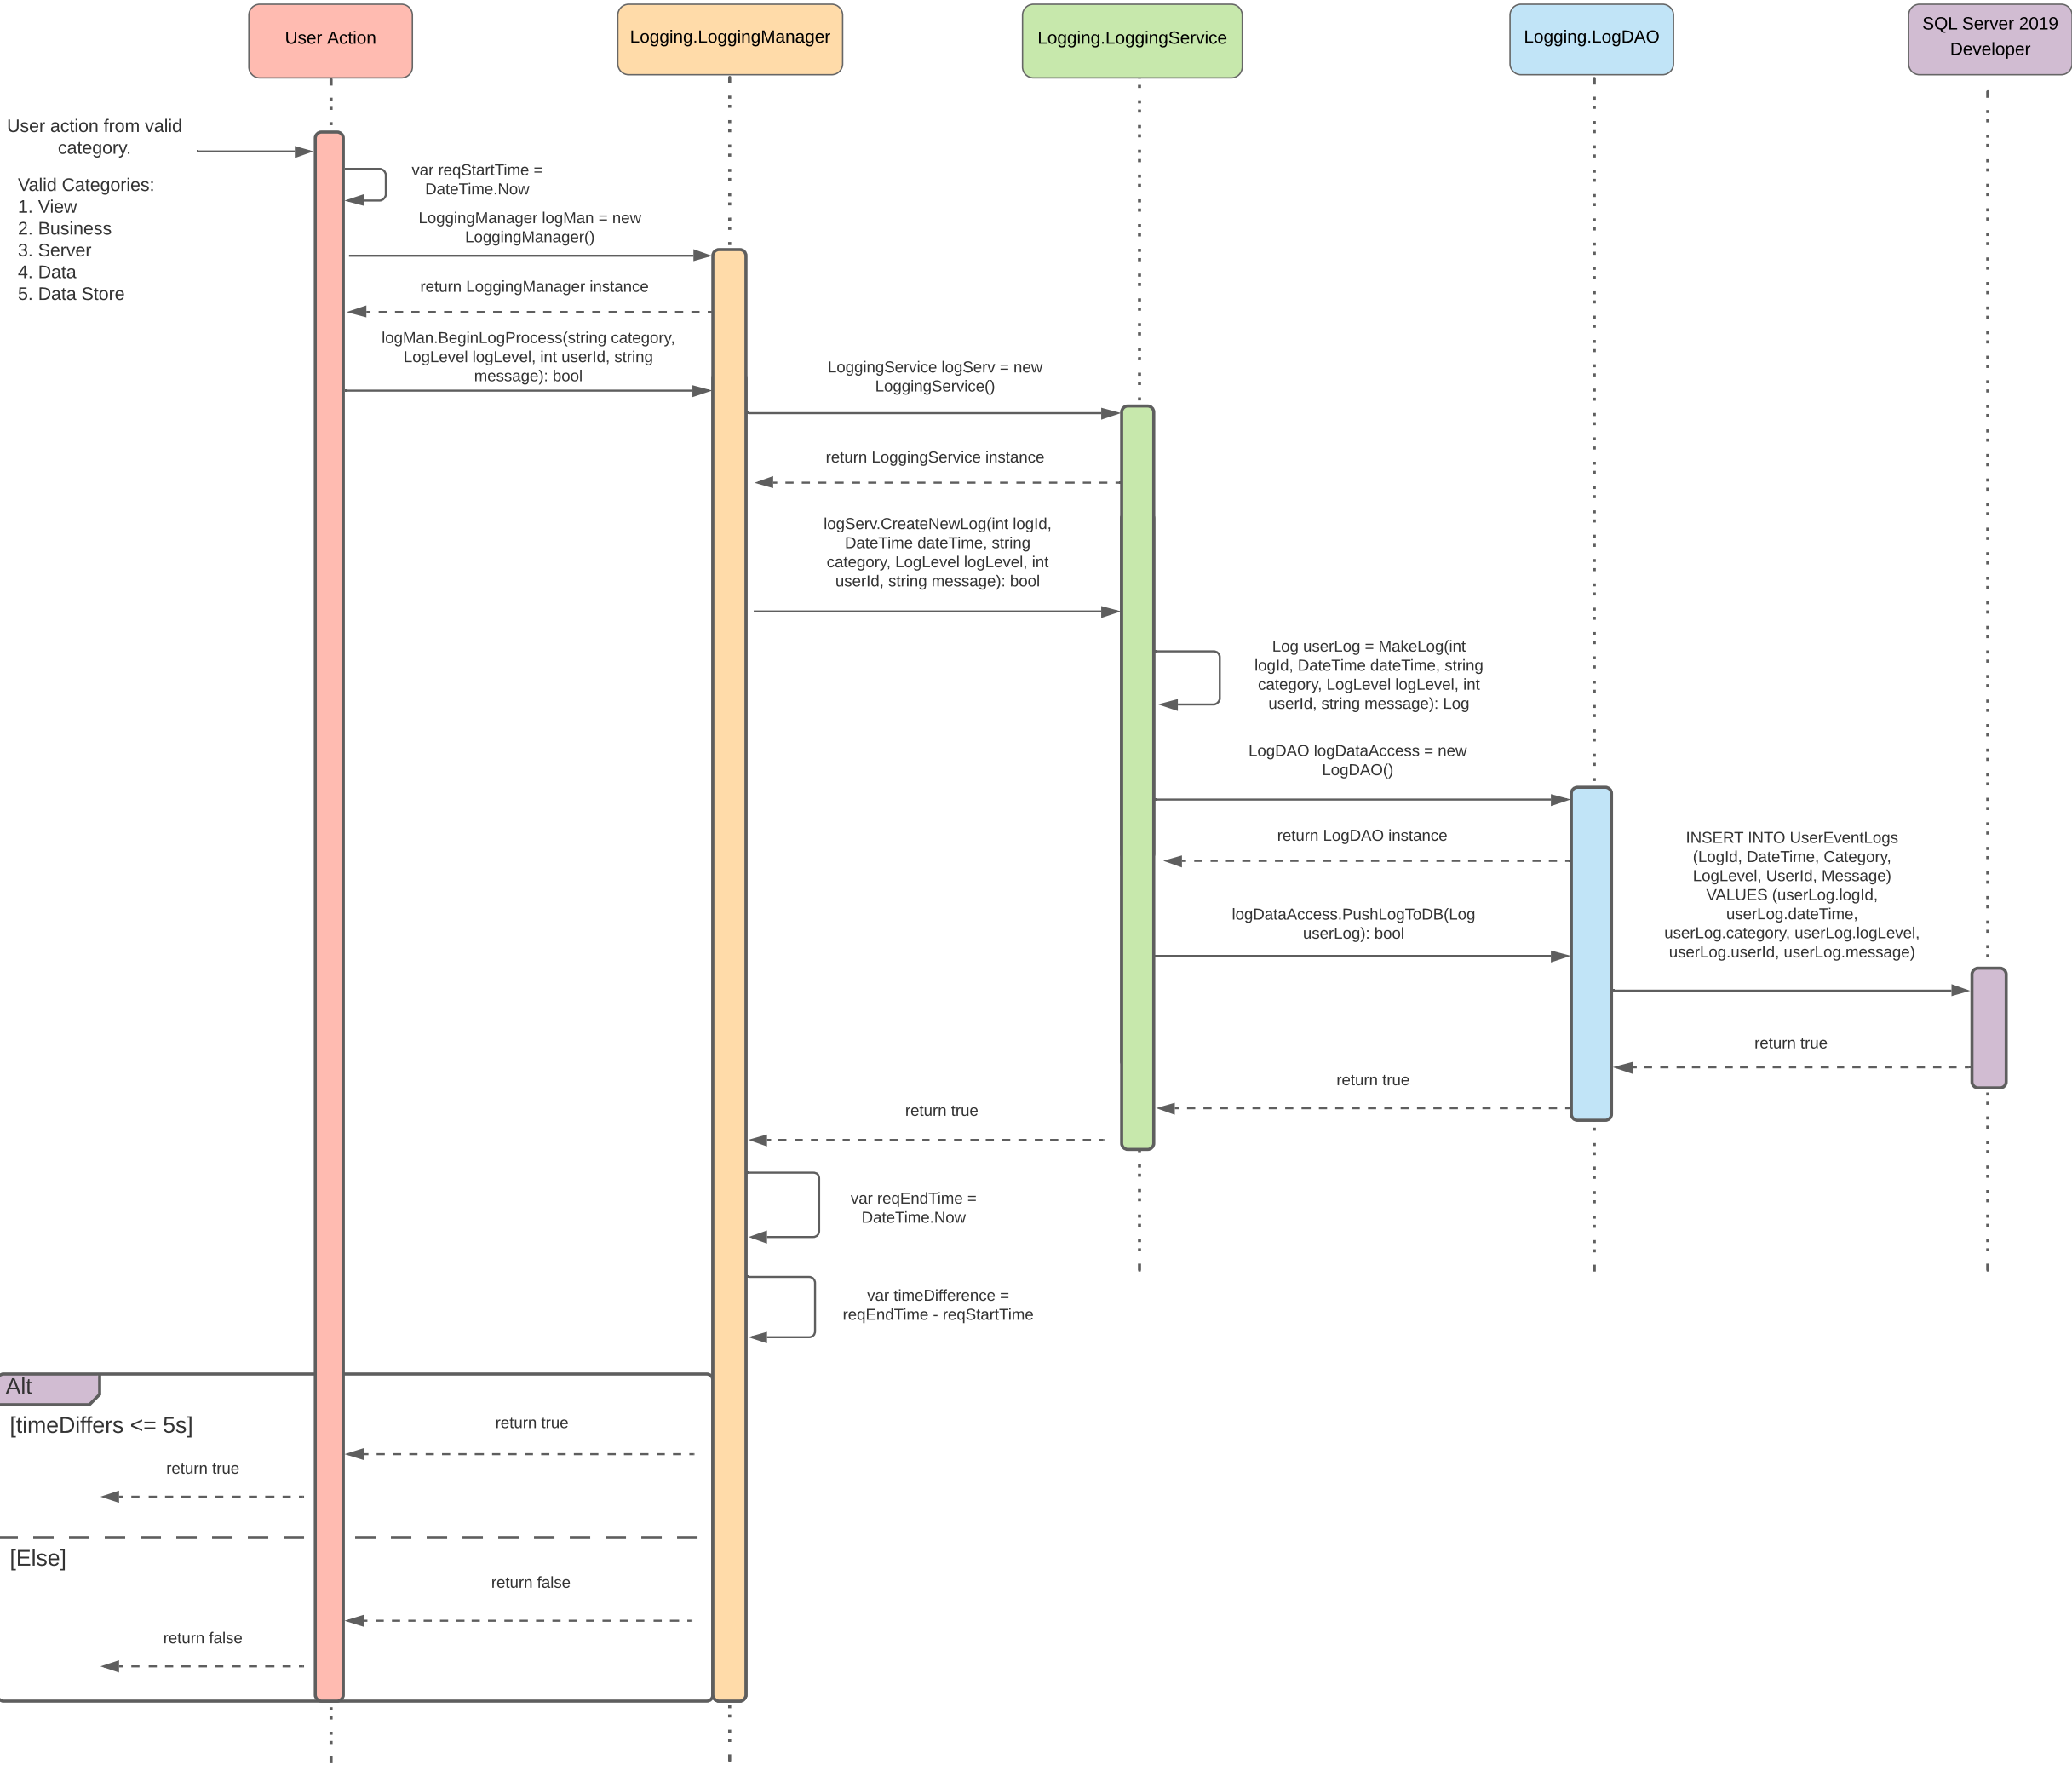 User Action
Logging.LoggingManager
Logging.LoggingService
Logging.LogDAO
SQL Server 2019
Developer
User action from valid
category.
Valid Categories:
1. View
2. Business
3. Server
4. Data
5. Data Store
var reqStartTime =
DateTime.Now
LoggingManager logMan = new
LoggingManager()
return LoggingManager instance
logMan.BeginLogProcess(string category,
LogLevel logLevel, int userId, string
message): bool
LoggingService logServ = new
LoggingService()
return LoggingService instance
logServ.CreateNewLog(int logId,
DateTime dateTime, string
category, LogLevel logLevel, int
userId, string message): bool
Log userLog = MakeLog(int
logId, DateTime dateTime, string
category, LogLevel logLevel, int
userId, string message): Log
LogDAO logDataAccess = new
LogDAO()
return LogDAO instance
logDataAccess.PushLogToDB(Log
userLog): bool
INSERT INTO UserEventLogs
(LogId, DateTime, Category,
LogLevel, UserId, Message)
VALUES (userLog.logId,
userLog.dateTime,
userLog.category, userLog.logLevel,
userLog.userId, userLog.message)
return true
return true
return true
var reqEndTime =
DateTime.Now
var timeDifference =
reqEndTime - reqStartTime
Alt
[timeDiffers <= 5s]
return true
return true
[Else]
return false
return false